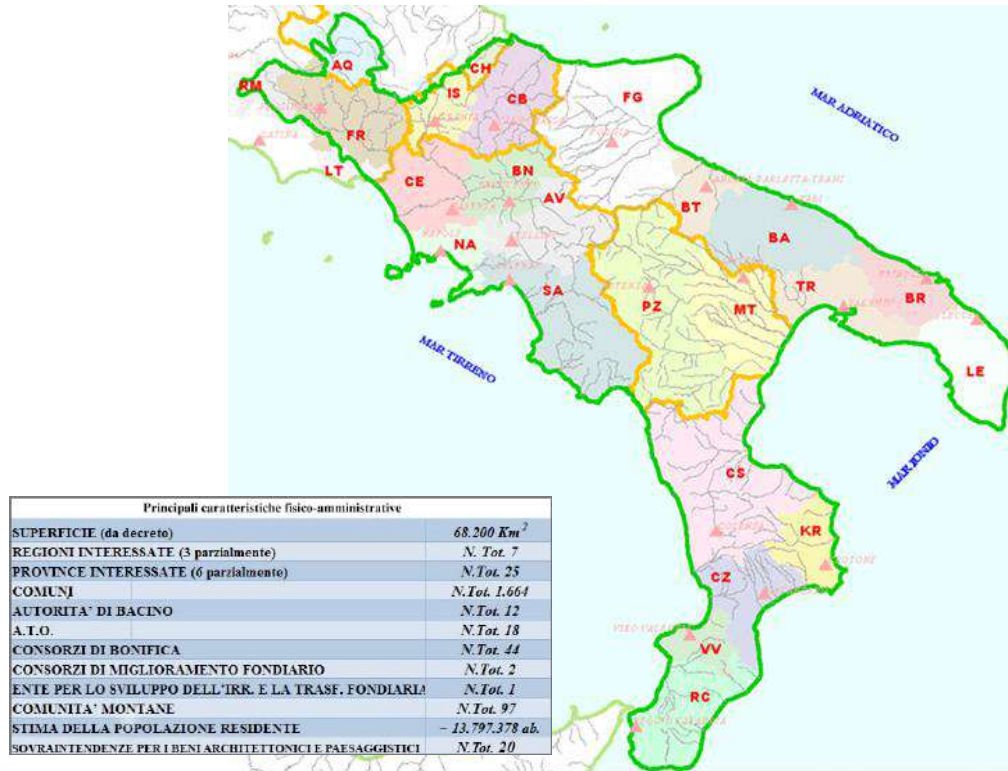 AQ
CH
RM
IS
CB
FG
MAR ADRIATICO
FR
LT
CE
BN
AV
BT
NA
BA
SA
PZ
MT
TR
BR
MAR TIRRENO
LE
MAR IONIO
CS
KR
CZ
VV
RC
Principali caratteristiche fisico-amministrative
SUPERFICIE (da decreto) 68.200 Km²
REGIONI INTERESSATE (3 parzialmente) N. Tot. 7
PROVINCE INTERESSATE (6 parzialmente) N.Tot. 25
COMUNI N.Tot. 1.664
AUTORITA' DI BACINO N.Tot. 12
A.T.O. N.Tot. 18
CONSORZI DI BONIFICA N.Tot. 44
CONSORZI DI MIGLIORAMENTO FONDIARIO N.Tot. 2
ENTE PER LO SVILUPPO DELL'IRR. E LA TRASF. FONDIARIA N.Tot. 1
COMUNITA' MONTANE N.Tot. 97
STIMA DELLA POPOLAZIONE RESIDENTE ~ 13.797.378 ab.
SOVRAINTENDENZE PER I BENI ARCHITETTONICI E PAESAGGISTICI N.Tot. 20